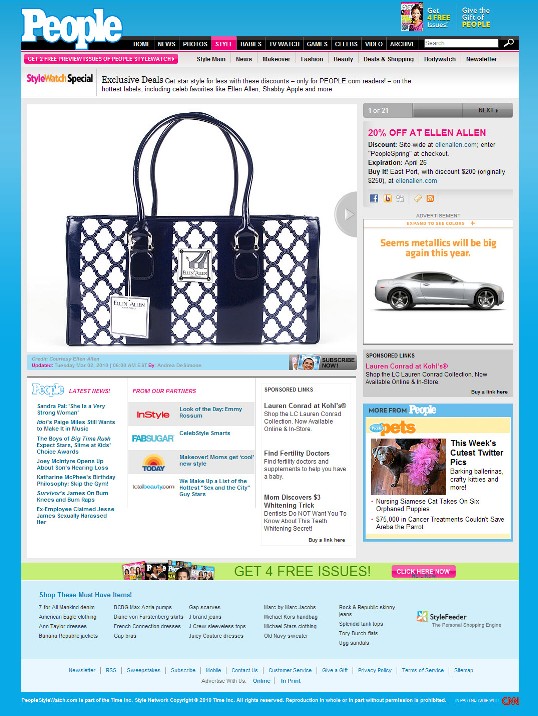 People
Get
4 FREE
Issues!
Give the
Gift of
PEOPLE
HOME NEWS PHOTOS STYLE BABIES TV WATCH GAMES CELEBS VIDEO ARCHIVE Search
GET 2 FREE PREVIEW ISSUES OF PEOPLE STYLEWATCH
Style Main News Makeover Fashion Beauty Deals & Shopping Bodywatch Newsletter
StyleWatch Special
Exclusive Deals Get star style for less with these discounts – only for PEOPLE.com readers! – on the
hottest labels, including celeb favorites like Ellen Allen, Shabby Apple and more
1 of 21 NEXT
20% OFF AT ELLEN ALLEN
Discount: Site wide at ellenallen.com; enter
"PeopleSpring" at checkout.
Expiration: April 26
Buy It! East Port, with discount $200 (originally
$250), at ellenallen.com
ADVERTISEMENT
EXPAND TO SEE COLORS +
Seems metallics will be big
again this year.
ELLEN ALLEN
ELLEN ALLEN
Credit: Courtesy Ellen Allen
SUBSCRIBE
NOW!
SPONSORED LINKS
Lauren Conrad at Kohl's®
Shop the LC Lauren Conrad Collection, Now
Available Online & In-Store.
Buy a link here
People LATEST NEWS!
Sandra Pal: 'She Is a Very
Strong Woman'
Idol's Paige Miles Still Wants
to Make It in Music
The Boys of Big Time Rush
Expect Stars, Slime at Kids'
Choice Awards
Joey McIntyre Opens Up
About Son's Hearing Loss
Katharine McPhee's Birthday
Philosophy: Skip the Gym!
Survivor's James On Burn
Knees and Burn Raps
Ex-Employee Claimed Jesse
James Sexually Harassed
Her
FROM OUR PARTNERS
InStyle
Look of the Day: Emmy
Rossum
FABSUGAR
CelebStyle Smarts
TODAY
Makeover! Moms get 'cool'
new style
totalbeauty.com
We Make Up a List of the
Hottest "Sex and the City"
Guy Stars
SPONSORED LINKS
Lauren Conrad at Kohl's®
Shop the LC Lauren Conrad
Collection, Now Available
Online & In-Store.
Find Fertility Doctors
Find fertility doctors and
supplements to help you have
a baby.
Mom Discovers $3
Whitening Trick
Dentists Do NOT Want You To
Know About This Teeth
Whitening Secret!
Buy a link here
MORE FROM People
pets
This Week's
Cutest Twitter
Pics
Barking ballerinas,
crafty kitties and
more!
Nursing Siamese Cat Takes On Six
Orphaned Puppies
$75,000 in Cancer Treatments Couldn't Save
Areba the Parrot
GET 4 FREE ISSUES! CLICK HERE NOW
Shop These Must Have Items!
7 for All Mankind denim
American Eagle clothing
Ann Taylor dresses
Banana Republic jackets
BCBG Max Azria pumps
Diane von Furstenberg skirts
French Connection dresses
Gap bras
Gap scarves
J Brand jeans
J Crew sleeveless tops
Juicy Couture dresses
Marc by Marc Jacobs
Michael Kors handbag
Michael Stars clothing
Old Navy sweater
Rock & Republic skinny
jeans
Splendid tank tops
Tory Burch flats
Ugg sandals
StyleFeeder
The Personal Shopping Engine
Newsletter RSS Sweepstakes Subscribe Mobile Contact Us Customer Service Give a Gift Privacy Policy Terms of Service Sitemap
Advertise With Us: Online In Print
PeopleStyleWatch.com is part of the Time Inc. Style Network Copyright © 2010 Time Inc. All rights reserved. Reproduction in whole or in part without permission is prohibited.
CNN